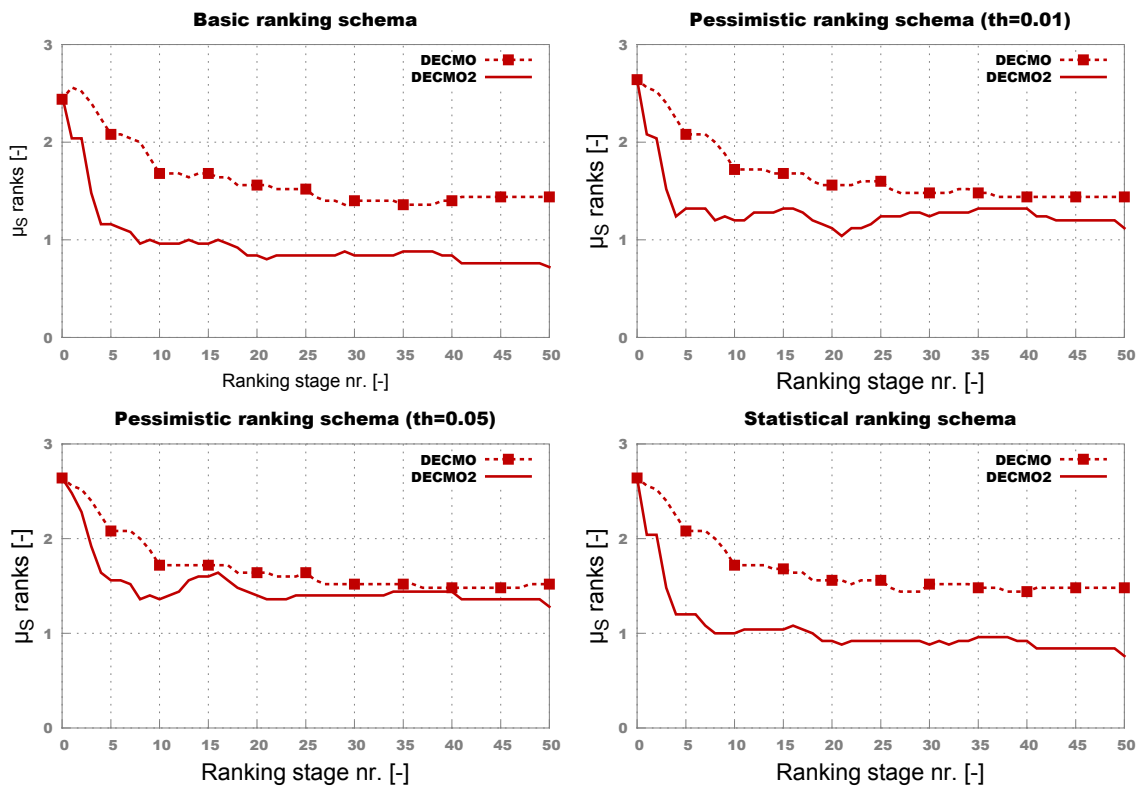 Basic ranking schema
3
2
1
0
μS ranks [-]
DECMO
DECMO2
0 5 10 15 20 25 30 35 40 45 50
Ranking stage nr. [-]
Pessimistic ranking schema (th=0.01)
3
2
1
0
μS ranks [-]
DECMO
DECMO2
0 5 10 15 20 25 30 35 40 45 50
Ranking stage nr. [-]
Pessimistic ranking schema (th=0.05)
3
2
1
0
μS ranks [-]
DECMO
DECMO2
0 5 10 15 20 25 30 35 40 45 50
Ranking stage nr. [-]
Statistical ranking schema
3
2
1
0
μS ranks [-]
DECMO
DECMO2
0 5 10 15 20 25 30 35 40 45 50
Ranking stage nr. [-]